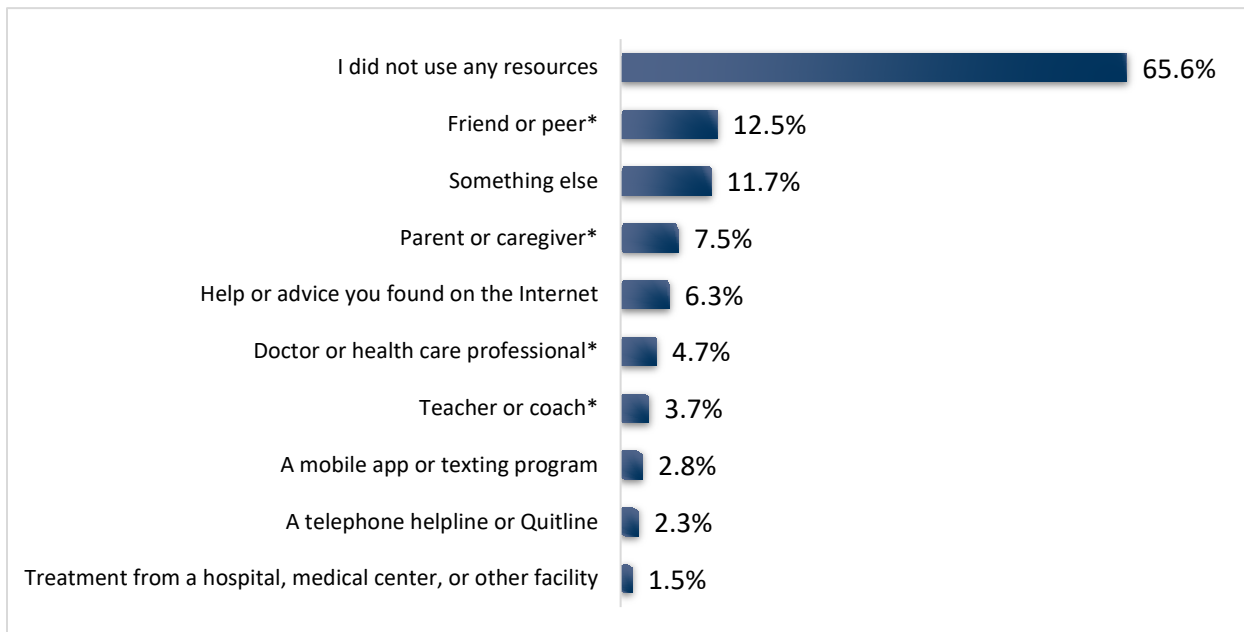 I did not use any resources 65.6%
Friend or peer* 12.5%
Something else 11.7%
Parent or caregiver* 7.5%
Help or advice you found on the Internet 6.3%
Doctor or health care professional* 4.7%
Teacher or coach* 3.7%
A mobile app or texting program 2.8%
A telephone helpline or Quitline 2.3%
Treatment from a hospital, medical center, or other facility 1.5%